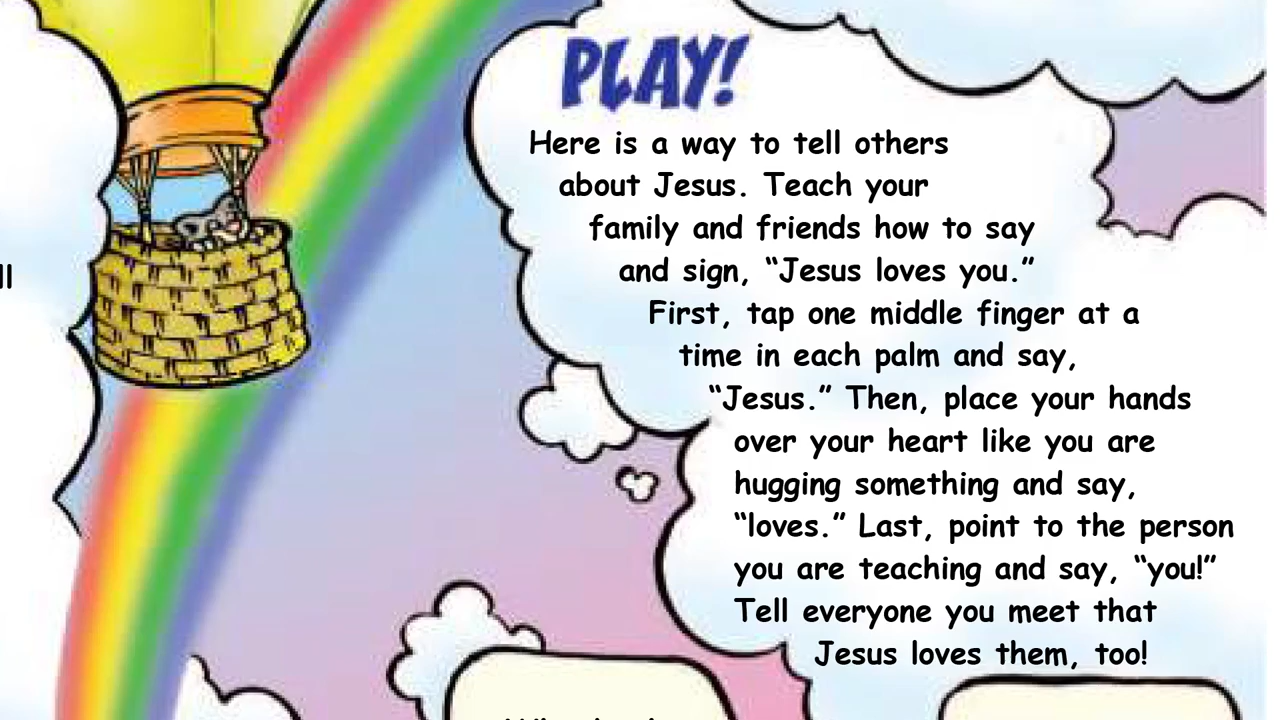 PLAY!
Here is a way to tell others
about Jesus. Teach your
family and friends how to say
and sign, “Jesus loves you.”
First, tap one middle finger at a
time in each palm and say,
“Jesus.” Then, place your hands
over your heart like you are
hugging something and say,
“loves.” Last, point to the person
you are teaching and say, “you!”
Tell everyone you meet that
Jesus loves them, too!